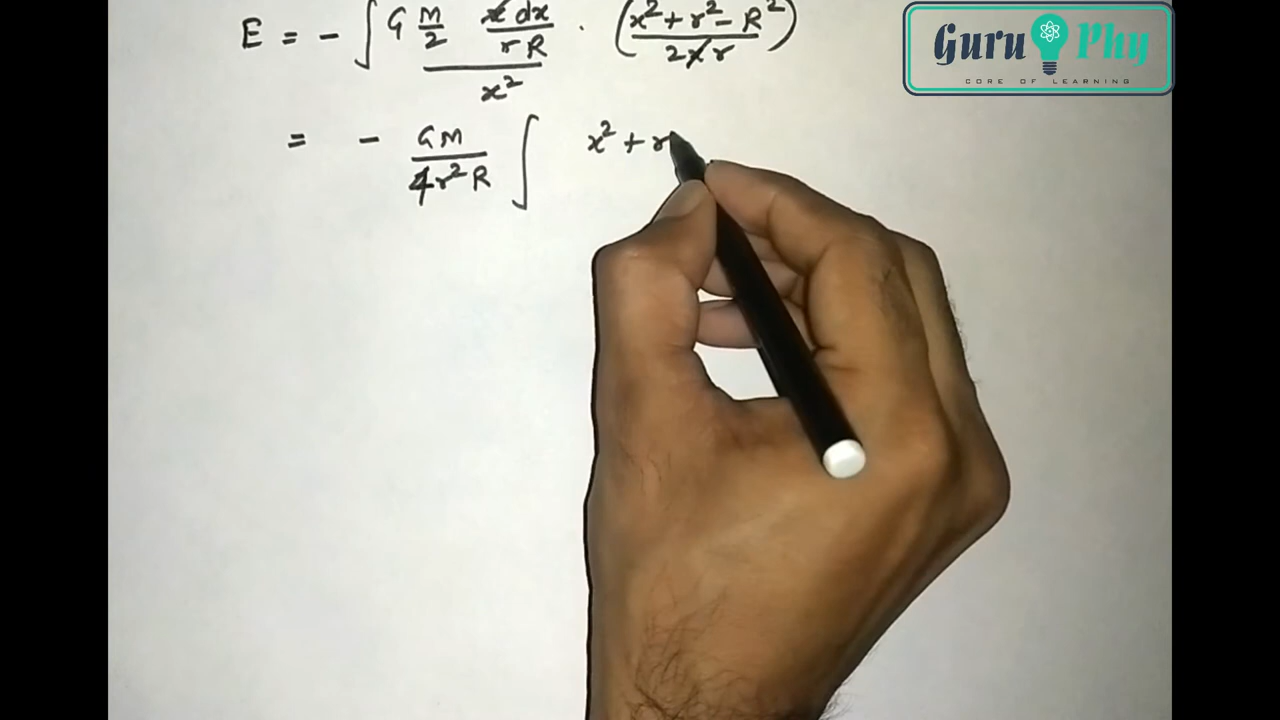 E = - ∫ G M/2 x dx/rR / x² · (x² + r² - R² / 2xr)
= - GM/4r²R ∫ x² + r
Guru Phy
CORE OF LEARNING